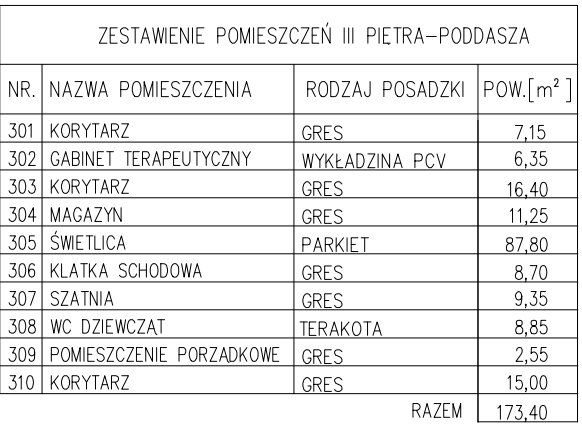 ZESTAWIENIE POMIESZCZEŃ III PIĘTRA-PODDASZA
NR. NAZWA POMIESZCZENIA RODZAJ POSADZKI POW.[m²]
301 KORYTARZ GRES 7,15
302 GABINET TERAPEUTYCZNY WYKŁADZINA PCV 6,35
303 KORYTARZ GRES 16,40
304 MAGAZYN GRES 11,25
305 ŚWIETLICA PARKIET 87,80
306 KLATKA SCHODOWA GRES 8,70
307 SZATNIA GRES 9,35
308 WC DZIEWCZĄT TERAKOTA 8,85
309 POMIESZCZENIE PORZĄDKOWE GRES 2,55
310 KORYTARZ GRES 15,00
RAZEM 173,40